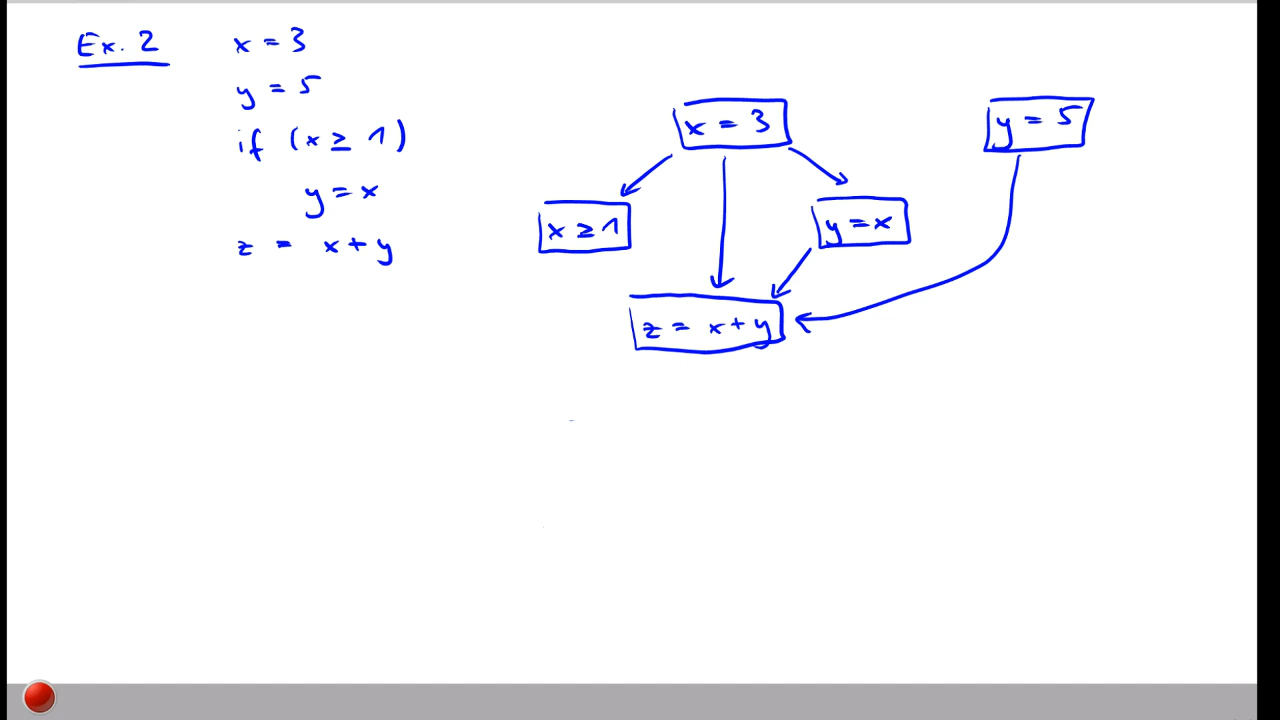 Ex. 2
x = 3
y = 5
if (x ≥ 1)
y = x
z = x + y
x = 3
y = 5
x ≥ 1
y = x
z = x + y